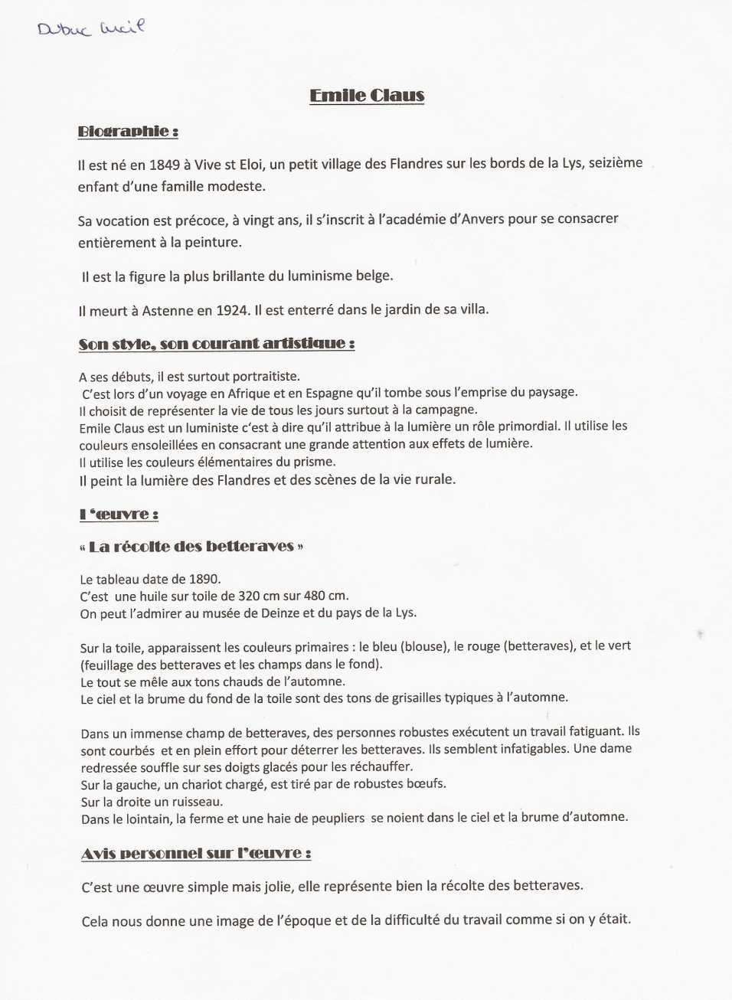 Dubuc
Emile Claus
Biographie :
Il est né en 1849 à Vive st Eloi, un petit village des Flandres sur les bords de la Lys, seizième
enfant d’une famille modeste.
Sa vocation est précoce, à vingt ans, il s’inscrit à l’académie d’Anvers pour se consacrer
entièrement à la peinture.
Il est la figure la plus brillante du luminisme belge.
Il meurt à Astenne en 1924. Il est enterré dans le jardin de sa villa.
Son style, son courant artistique :
A ses débuts, il est surtout portraitiste.
C’est lors d’un voyage en Afrique et en Espagne qu’il tombe sous l’emprise du paysage.
Il choisit de représenter la vie de tous les jours surtout à la campagne.
Emile Claus est un luministe c‘est à dire qu’il attribue à la lumière un rôle primordial. Il utilise les
couleurs ensoleillées en consacrant une grande attention aux effets de lumière.
Il utilise les couleurs élémentaires du prisme.
Il peint la lumière des Flandres et des scènes de la vie rurale.
L‘œuvre :
« La récolte des betteraves »
Le tableau date de 1890.
C’est  une huile sur toile de 320 cm sur 480 cm.
On peut l’admirer au musée de Deinze et du pays de la Lys.
Sur la toile, apparaissent les couleurs primaires : le bleu (blouse), le rouge (betteraves), et le vert
(feuillage des betteraves et les champs dans le fond).
Le tout se mêle aux tons chauds de l’automne.
Le ciel et la brume du fond de la toile sont des tons de grisailles typiques à l’automne.
Dans un immense champ de betteraves, des personnes robustes exécutent un travail fatiguant. Ils
sont courbés  et en plein effort pour déterrer les betteraves. Ils semblent infatigables. Une dame
redressée souffle sur ses doigts glacés pour les réchauffer.
Sur la gauche, un chariot chargé, est tiré par de robustes bœufs.
Sur la droite un ruisseau.
Dans le lointain, la ferme et une haie de peupliers  se noient dans le ciel et la brume d’automne.
Avis personnel sur l’œuvre :
C’est une œuvre simple mais jolie, elle représente bien la récolte des betteraves.
Cela nous donne une image de l’époque et de la difficulté du travail comme si on y était.